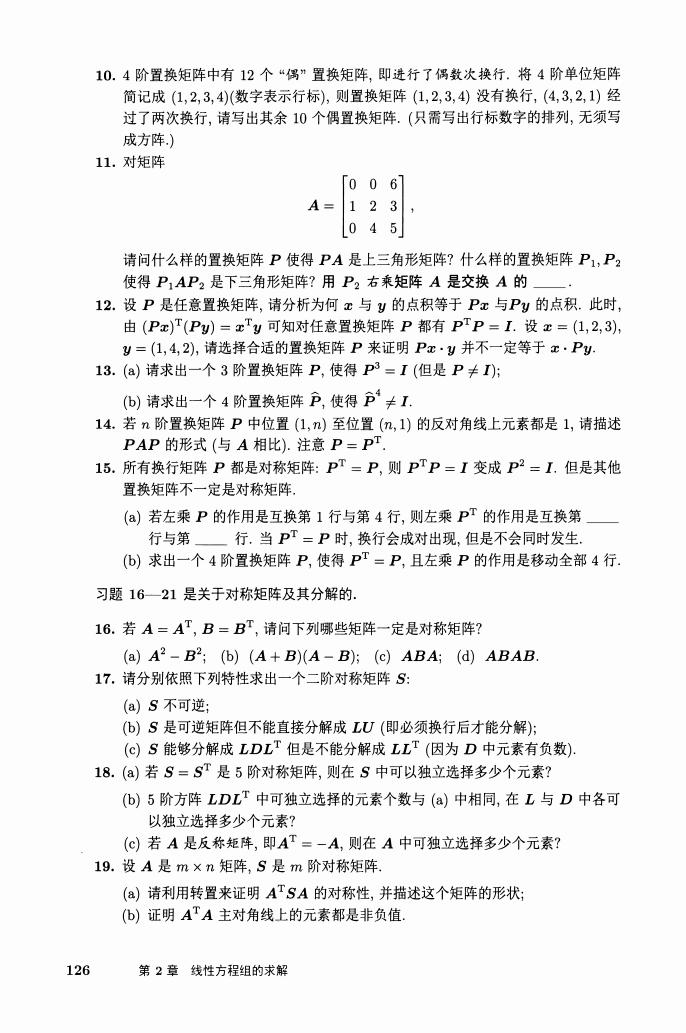 10. 4 阶置换矩阵中有 12 个 “偶” 置换矩阵, 即进行了偶数次换行. 将 4 阶单位矩阵
简记成 (1,2,3,4)(数字表示行标), 则置换矩阵 (1,2,3,4) 没有换行, (4,3,2,1) 经
过了两次换行, 请写出其余 10 个偶置换矩阵. (只需写出行标数字的排列, 无须写
成方阵.)
11. 对矩阵
A = [0 0 6
1 2 3
0 4 5],
请问什么样的置换矩阵 P 使得 PA 是上三角形矩阵? 什么样的置换矩阵 P₁, P₂
使得 P₁AP₂ 是下三角形矩阵? 用 P₂ 右乘矩阵 A 是交换 A 的 ____ .
12. 设 P 是任意置换矩阵, 请分析为何 x 与 y 的点积等于 Px 与Py 的点积. 此时,
由 (Px)ᵀ(Py) = xᵀy 可知对任意置换矩阵 P 都有 PᵀP = I. 设 x = (1,2,3),
y = (1,4,2), 请选择合适的置换矩阵 P 来证明 Px · y 并不一定等于 x · Py.
13. (a) 请求出一个 3 阶置换矩阵 P, 使得 P³ = I (但是 P ≠ I);
(b) 请求出一个 4 阶置换矩阵 P̂, 使得 P̂⁴ ≠ I.
14. 若 n 阶置换矩阵 P 中位置 (1,n) 至位置 (n,1) 的反对角线上元素都是 1, 请描述
PAP 的形式 (与 A 相比). 注意 P = Pᵀ.
15. 所有换行矩阵 P 都是对称矩阵: Pᵀ = P, 则 PᵀP = I 变成 P² = I. 但是其他
置换矩阵不一定是对称矩阵.
(a) 若左乘 P 的作用是互换第 1 行与第 4 行, 则左乘 Pᵀ 的作用是互换第 ____
行与第 ____ 行. 当 Pᵀ = P 时, 换行会成对出现, 但是不会同时发生.
(b) 求出一个 4 阶置换矩阵 P, 使得 Pᵀ = P, 且左乘 P 的作用是移动全部 4 行.
习题 16—21 是关于对称矩阵及其分解的.
16. 若 A = Aᵀ, B = Bᵀ, 请问下列哪些矩阵一定是对称矩阵?
(a) A² − B²; (b) (A + B)(A − B); (c) ABA; (d) ABAB.
17. 请分别依照下列特性求出一个二阶对称矩阵 S:
(a) S 不可逆;
(b) S 是可逆矩阵但不能直接分解成 LU (即必须换行后才能分解);
(c) S 能够分解成 LDLᵀ 但是不能分解成 LLᵀ (因为 D 中元素有负数).
18. (a) 若 S = Sᵀ 是 5 阶对称矩阵, 则在 S 中可以独立选择多少个元素?
(b) 5 阶方阵 LDLᵀ 中可独立选择的元素个数与 (a) 中相同, 在 L 与 D 中各可
以独立选择多少个元素?
(c) 若 A 是反称矩阵, 即Aᵀ = −A, 则在 A 中可独立选择多少个元素?
19. 设 A 是 m × n 矩阵, S 是 m 阶对称矩阵.
(a) 请利用转置来证明 AᵀSA 的对称性, 并描述这个矩阵的形状;
(b) 证明 AᵀA 主对角线上的元素都是非负值.
126 第 2 章 线性方程组的求解